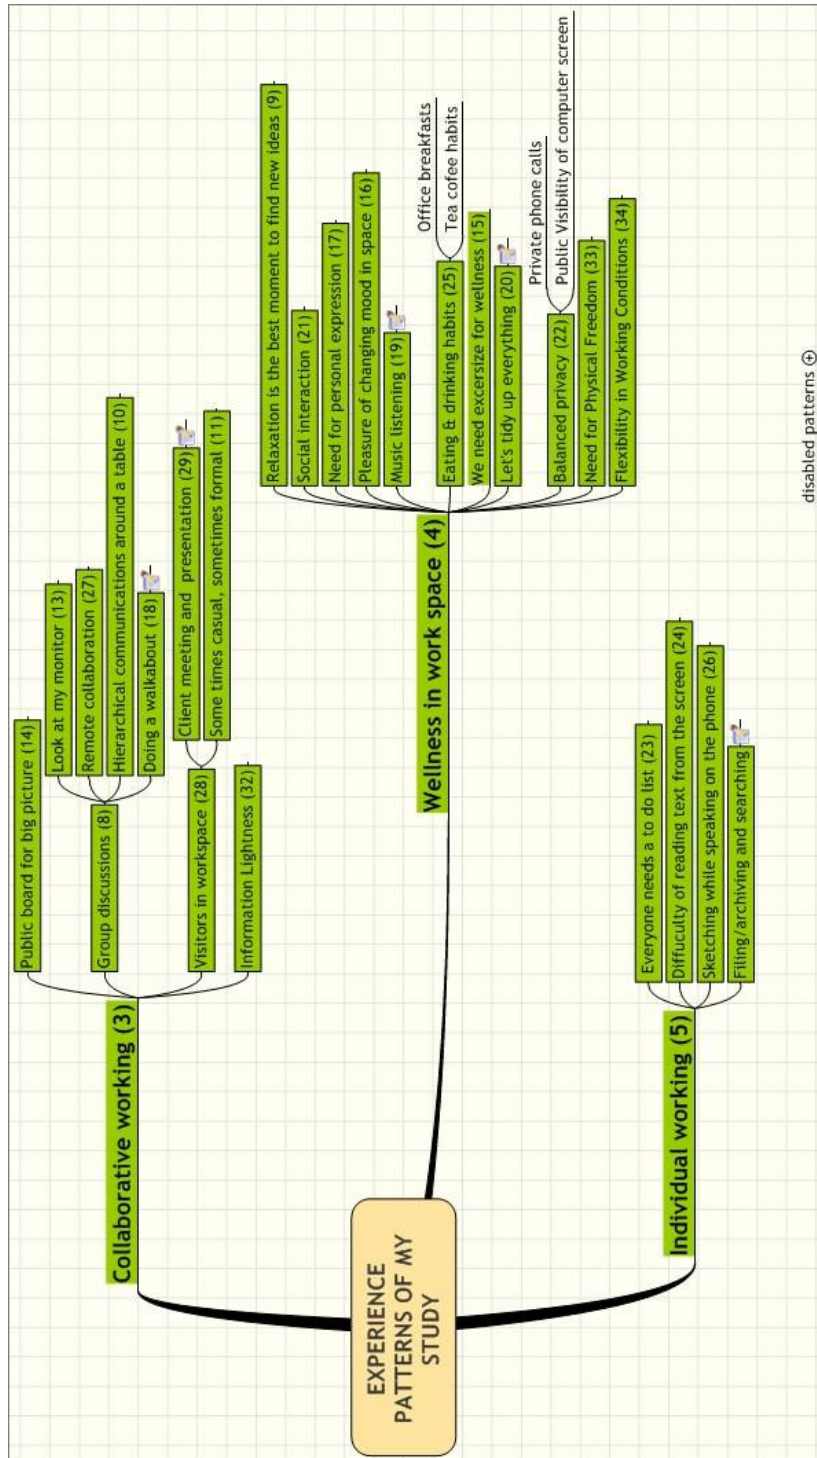 EXPERIENCE
PATTERNS OF MY
STUDY
Collaborative working (3)
Public board for big picture (14)
Group discussions (8)
Look at my monitor (13)
Remote collaboration (27)
Hierarchical communications around a table (10)
Doing a walkabout (18)
Visitors in workspace (28)
Client meeting and presentation (29)
Some times casual, sometimes formal (11)
Information Lightness (32)
Wellness in work space (4)
Relaxation is the best moment to find new ideas (9)
Social interaction (21)
Need for personal expression (17)
Pleasure of changing mood in space (16)
Music listening (19)
Eating & drinking habits (25)
Office breakfasts
Tea cofee habits
We need excersize for wellness (15)
Let's tidy up everything (20)
Balanced privacy (22)
Private phone calls
Public Visibility of computer screen
Need for Physical Freedom (33)
Flexibility in Working Conditions (34)
Individual working (5)
Everyone needs a to do list (23)
Diffuculty of reading text from the screen (24)
Sketching while speaking on the phone (26)
Filing/archiving and searching
disabled patterns